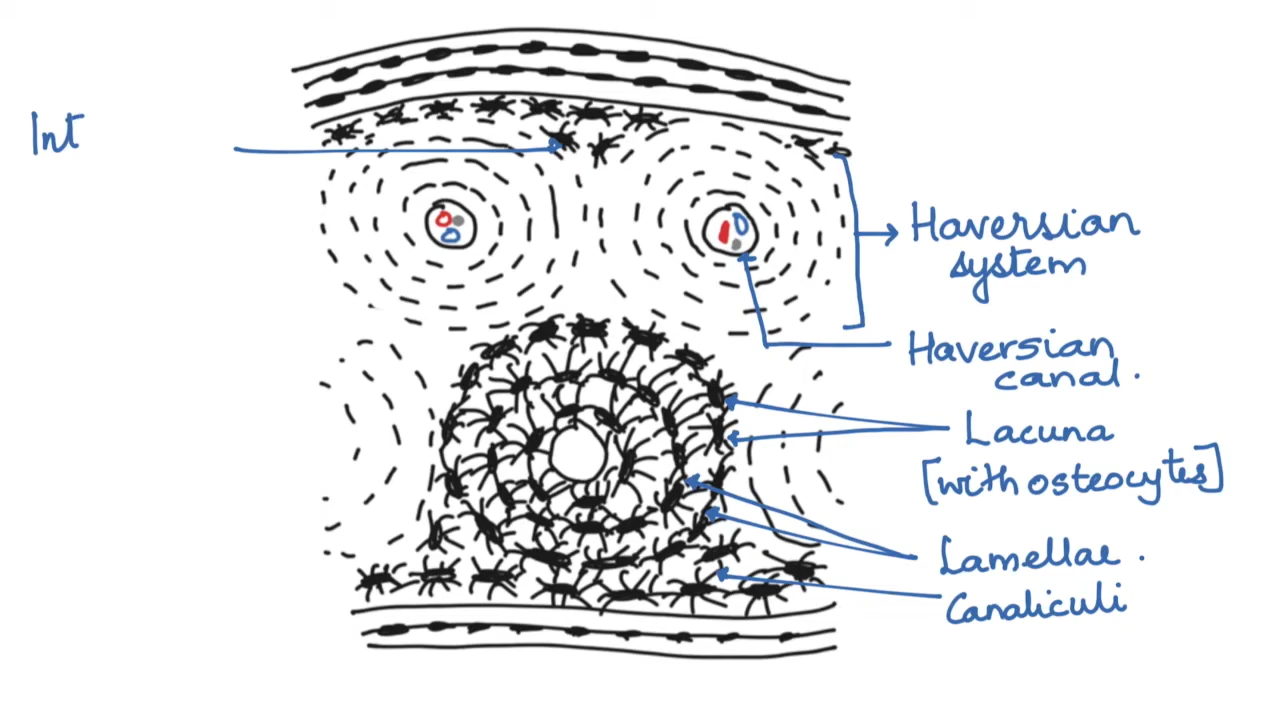 Int
Haversian
system
Haversian
canal.
Lacuna
[with osteocytes]
Lamellae.
Canaliculi